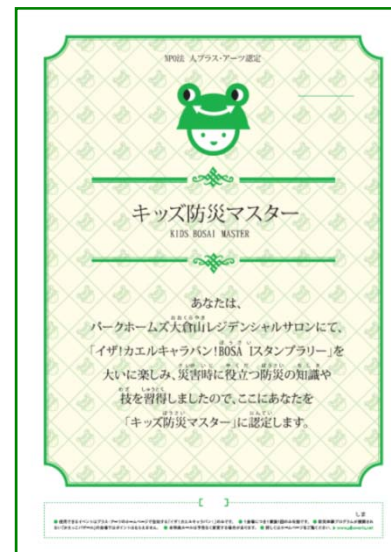 NPO法 人プラス・アーツ認定
キッズ防災マスター
KIDS BOSAI MASTER
あなたは、
パークホームズ大倉山レジデンシャルサロンにて、
「イザ!カエルキャラバン!BOSA Iスタンプラリー」を
大いに楽しみ、災害時に役立つ防災の知識や
技を習得しましたので、ここにあなたを
「キッズ防災マスター」に認定します。
しま